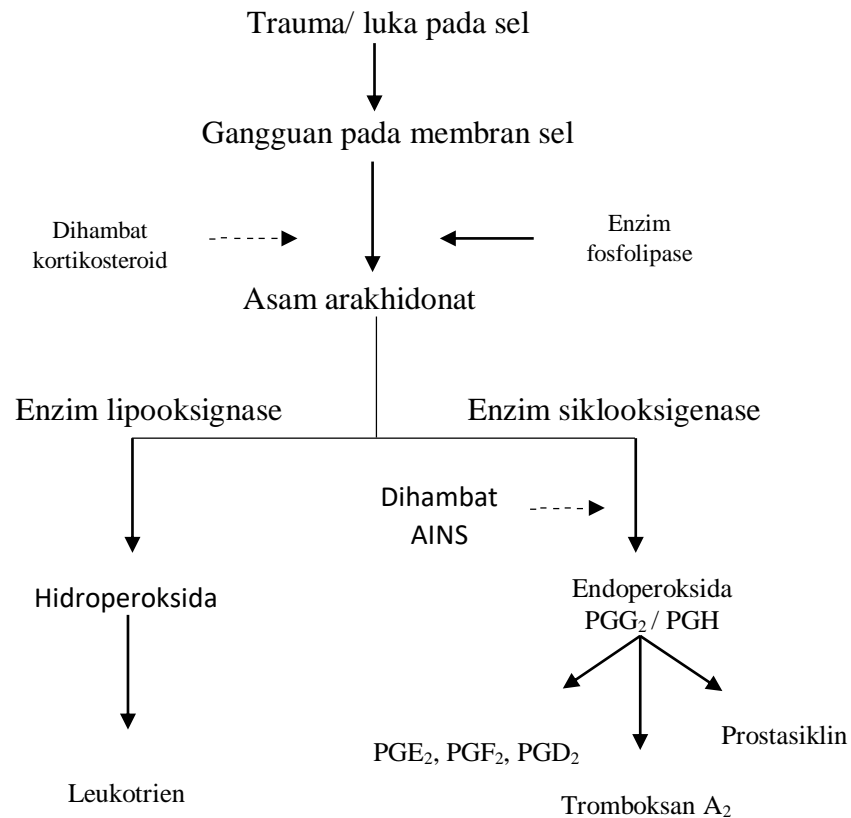 Trauma/ luka pada sel
Gangguan pada membran sel
Dihambat
kortikosteroid
Enzim
fosfolipase
Asam arakhidonat
Enzim lipooksignase
Enzim siklooksigenase
Dihambat
AINS
Hidroperoksida
Endoperoksida
PGG₂ / PGH
PGE₂, PGF₂, PGD₂
Prostasiklin
Leukotrien
Tromboksan A₂